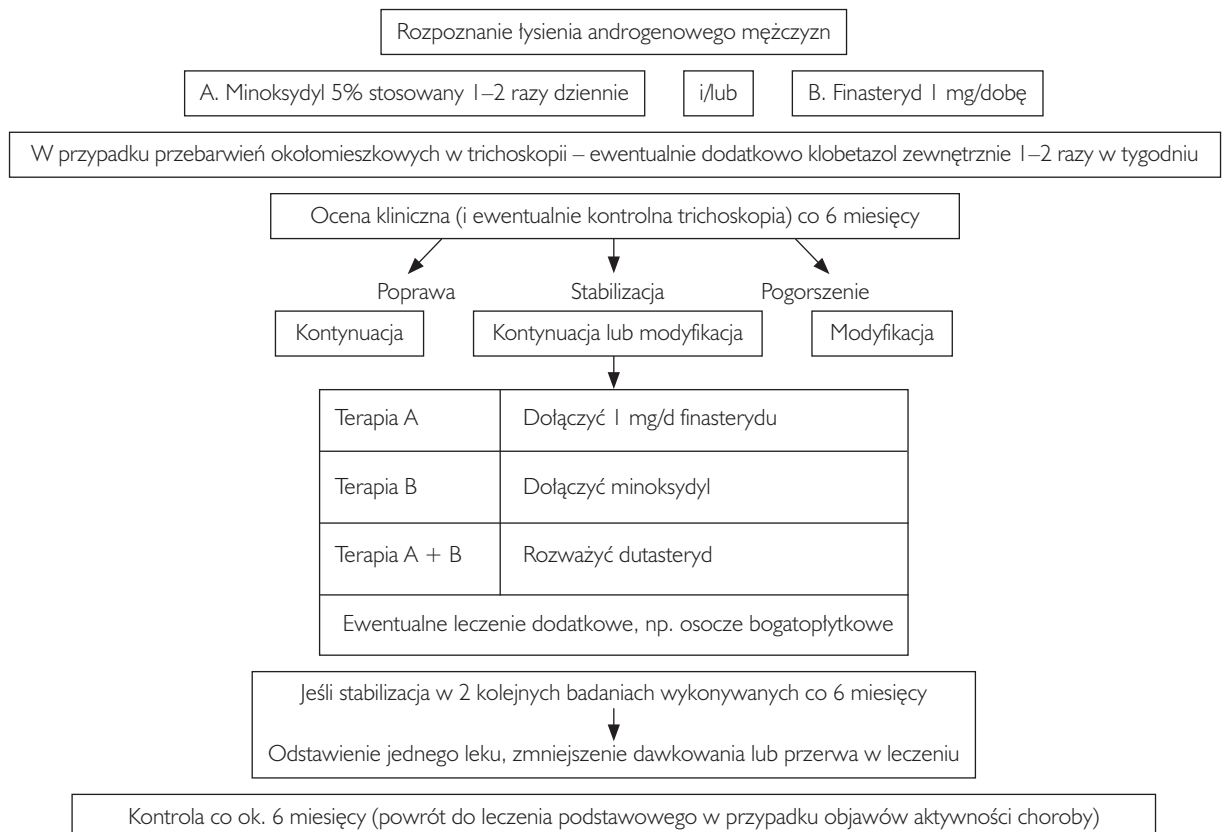 Rozpoznanie łysienia androgenowego mężczyzn
A. Minoksydyl 5% stosowany 1–2 razy dziennie
i/lub
B. Finasteryd 1 mg/dobę
W przypadku przebarwień okołomieszkowych w trichoskopii – ewentualnie dodatkowo klobetazol zewnętrznie 1–2 razy w tygodniu
Ocena kliniczna (i ewentualnie kontrolna trichoskopia) co 6 miesięcy
Poprawa
Stabilizacja
Pogorszenie
Kontynuacja
Kontynuacja lub modyfikacja
Modyfikacja
Terapia A
Dołączyć 1 mg/d finasterydu
Terapia B
Dołączyć minoksydyl
Terapia A + B
Rozważyć dutasteryd
Ewentualne leczenie dodatkowe, np. osocze bogatopłytkowe
Jeśli stabilizacja w 2 kolejnych badaniach wykonywanych co 6 miesięcy
Odstawienie jednego leku, zmniejszenie dawkowania lub przerwa w leczeniu
Kontrola co ok. 6 miesięcy (powrót do leczenia podstawowego w przypadku objawów aktywności choroby)